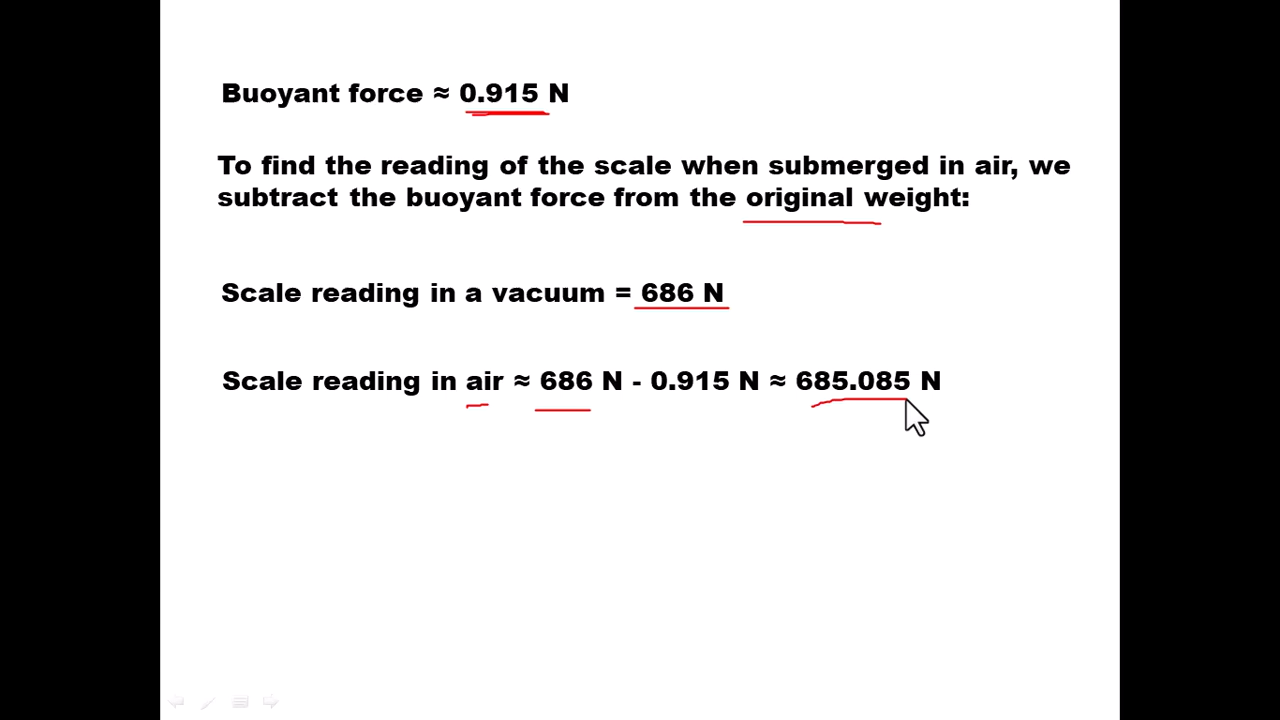 Buoyant force ≈ 0.915 N
To find the reading of the scale when submerged in air, we
subtract the buoyant force from the original weight:
Scale reading in a vacuum = 686 N
Scale reading in air ≈ 686 N - 0.915 N ≈ 685.085 N